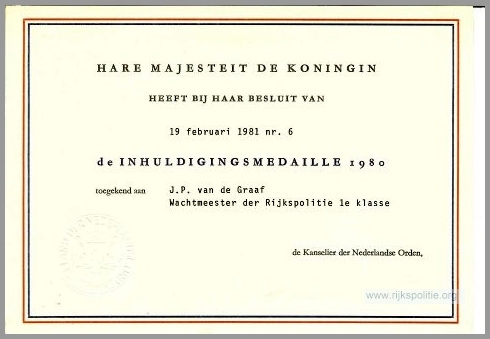 HARE MAJESTEIT DE KONINGIN
HEEFT BIJ HAAR BESLUIT VAN
19 februari 1981 nr. 6
de INHULDIGINGSMEDAILLE 1980
toegekend aan J.P. van de Graaf
Wachtmeester der Rijkspolitie 1e klasse
de Kanselier der Nederlandse Orden,
www.rijkspolitie.org